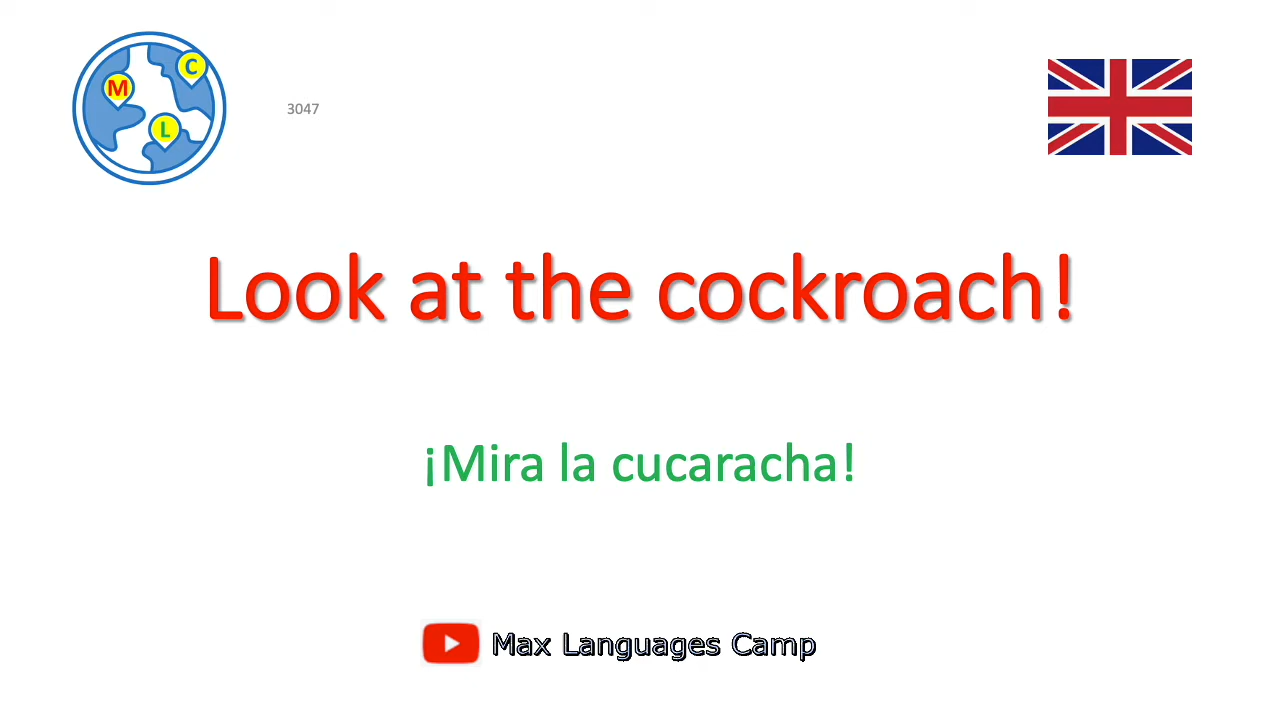 M
C
L
3047
Look at the cockroach!
¡Mira la cucaracha!
Max Languages Camp